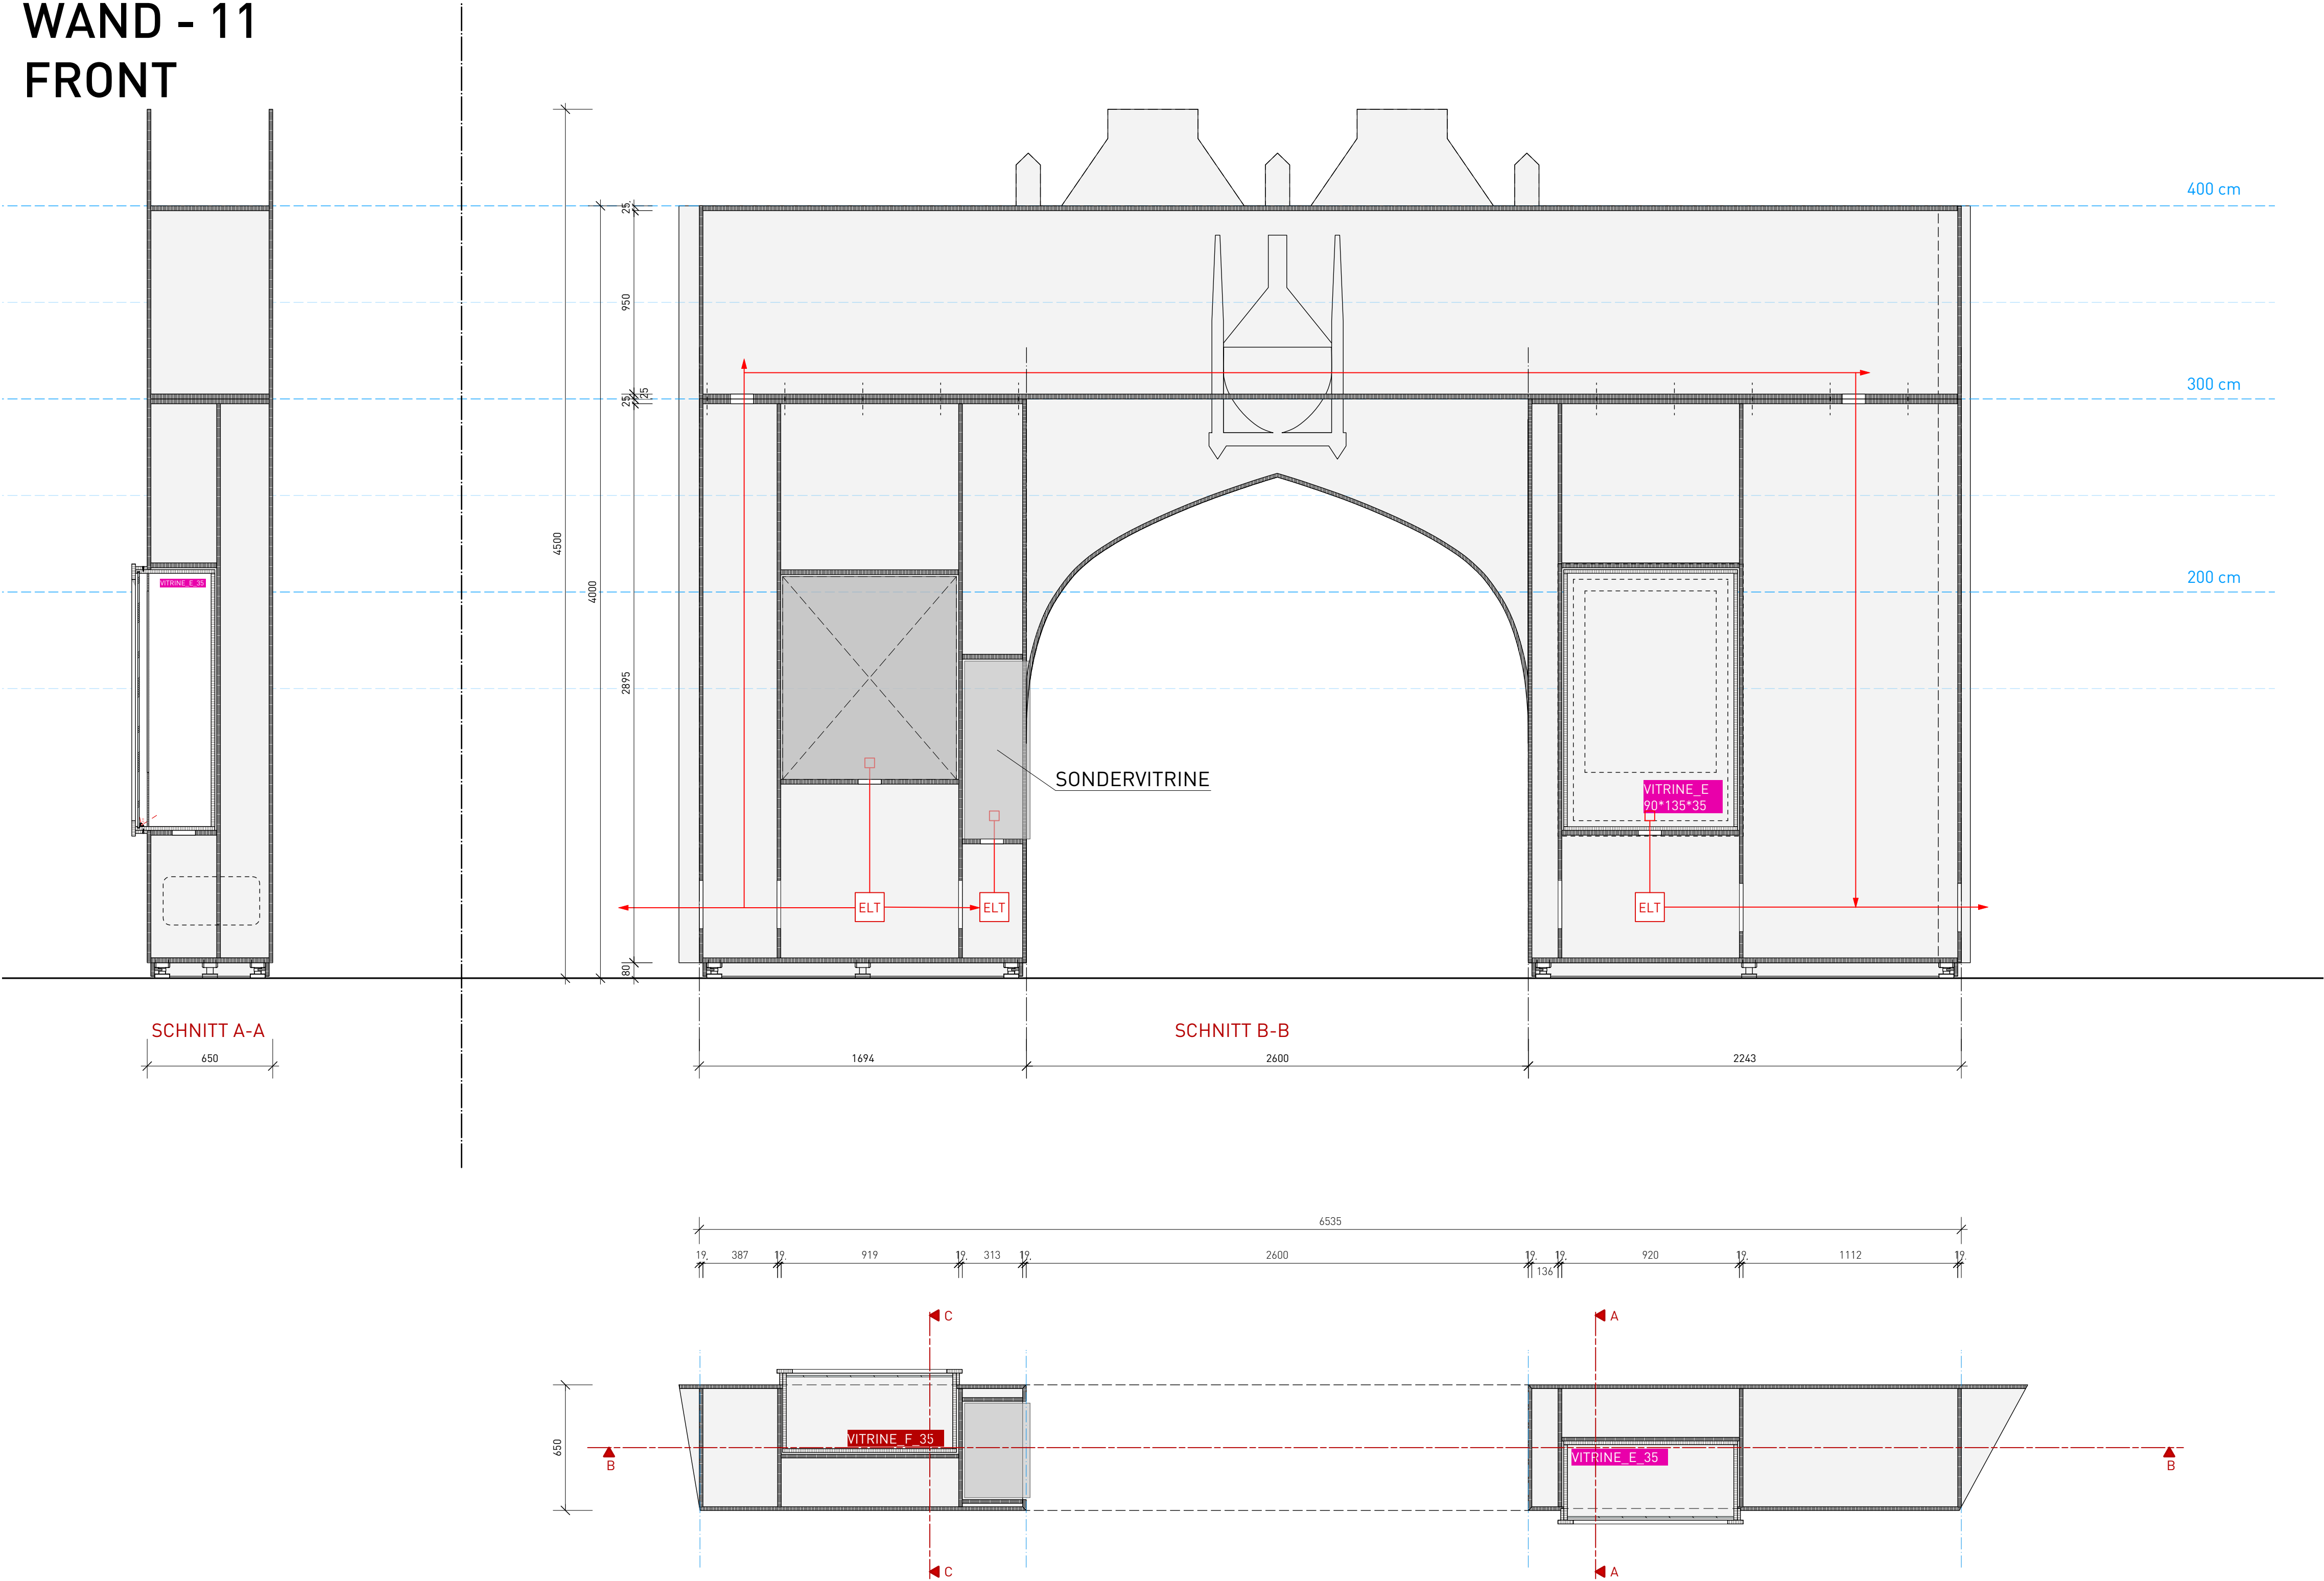 WAND - 11
FRONT
400 cm
300 cm
200 cm
25
950
25
25
4500
4000
2895
80
VITRINE_E_35
SONDERVITRINE
VITRINE_E
90*135*35
ELT
ELT
ELT
SCHNITT A-A
SCHNITT B-B
650
1694
2600
2243
6535
19.
387
19.
919
19.
313
19.
2600
19.
136
19.
920
19.
1112
19.
C
A
650
VITRINE_F_35
VITRINE_E_35
B
B
C
A